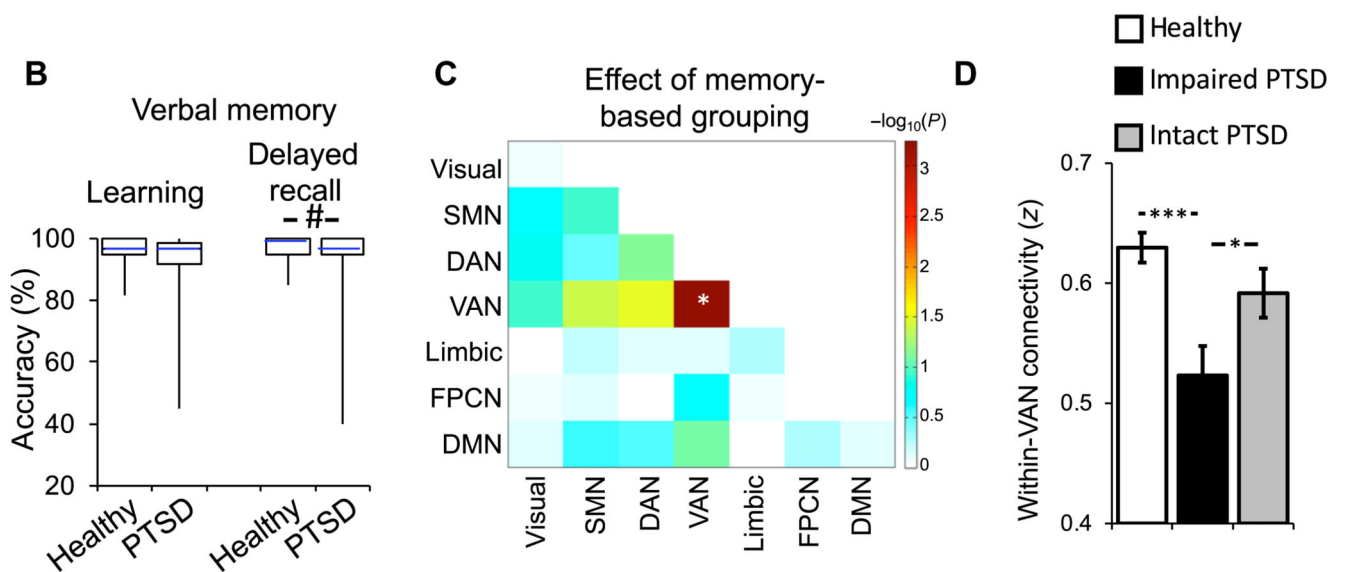 B
Verbal memory
Learning
Delayed
recall
-#-
Accuracy (%)
100
80
60
40
20
Healthy
PTSD
Healthy
PTSD
C
Effect of memory-
based grouping
−log10(P)
Visual
SMN
DAN
VAN
Limbic
FPCN
DMN
*
Visual
SMN
DAN
VAN
Limbic
FPCN
DMN
3
2.5
2
1.5
1
0.5
0
D
Healthy
Impaired PTSD
Intact PTSD
Within-VAN connectivity (z)
0.7
0.6
0.5
0.4
-****-
-*-